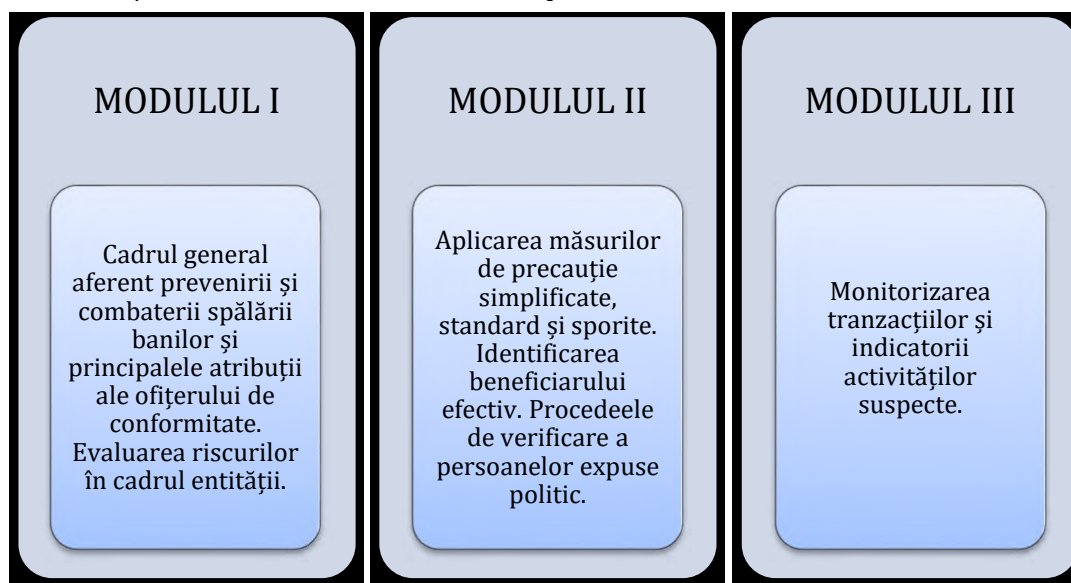 MODULUL I
Cadrul general
aferent prevenirii și
combaterii spălării
banilor și
principalele atribuții
ale ofițerului de
conformitate.
Evaluarea riscurilor
în cadrul entității.
MODULUL II
Aplicarea măsurilor
de precauție
simplificate,
standard și sporite.
Identificarea
beneficiarului
efectiv. Procedeele
de verificare a
persoanelor expuse
politic.
MODULUL III
Monitorizarea
tranzacțiilor și
indicatorii
activităților
suspecte.